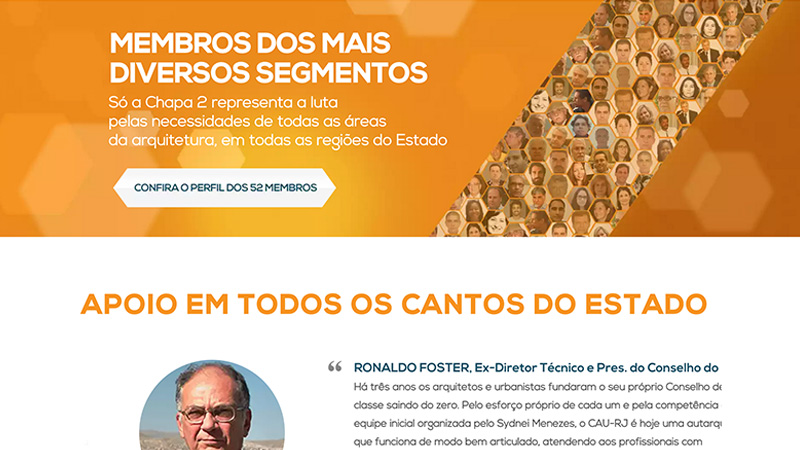 MEMBROS DOS MAIS
DIVERSOS SEGMENTOS
Só a Chapa 2 representa a luta
pelas necessidades de todas as áreas
da arquitetura, em todas as regiões do Estado
CONFIRA O PERFIL DOS 52 MEMBROS
APOIO EM TODOS OS CANTOS DO ESTADO
“ RONALDO FOSTER, Ex-Diretor Técnico e Pres. do Conselho do
Há três anos os arquitetos e urbanistas fundaram o seu próprio Conselho de
classe saindo do zero. Pelo esforço próprio de cada um e pela competência
equipe inicial organizada pelo Sydnei Menezes, o CAU-RJ é hoje uma autarqu
que funciona de modo bem articulado, atendendo aos profissionais com